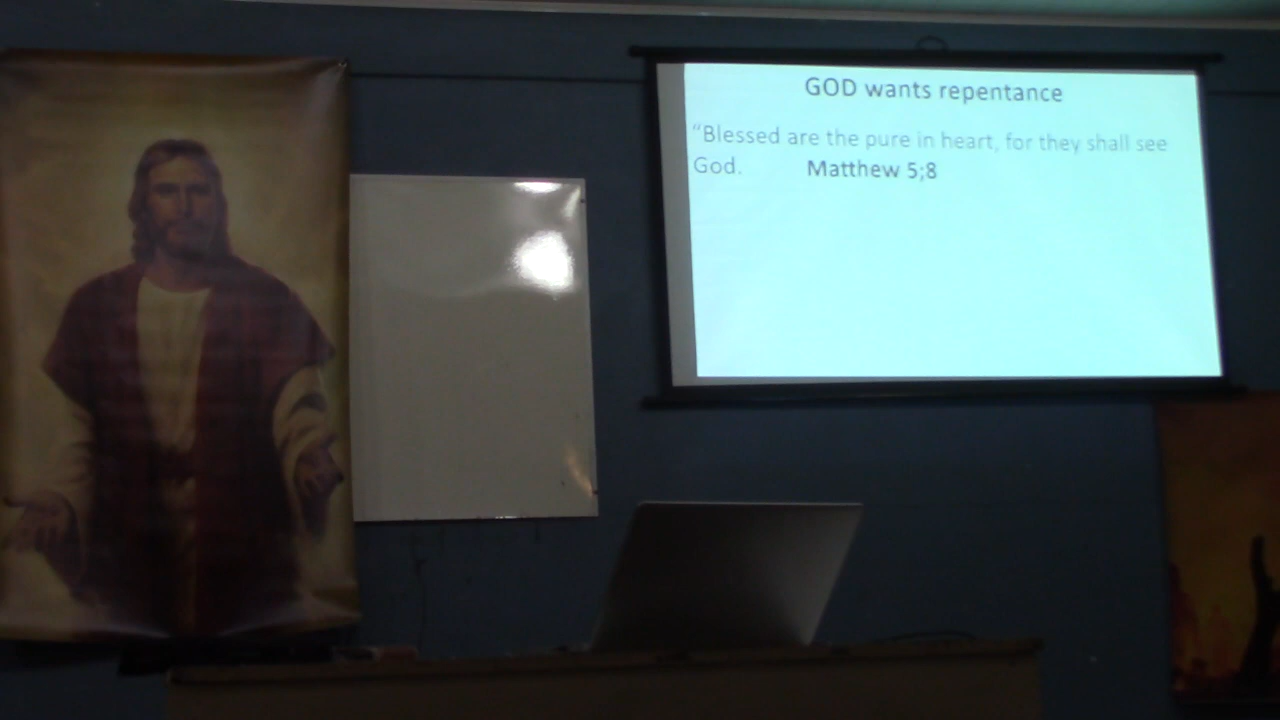 GOD wants repentance
“Blessed are the pure in heart, for they shall see
God. Matthew 5;8